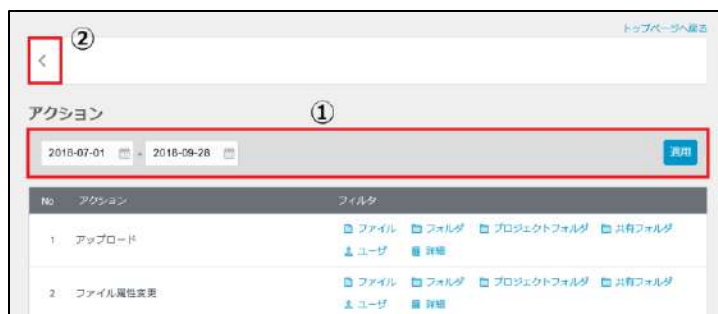 トップページへ戻る
②
アクション
①
2018-07-01 - 2018-09-28 適用
No アクション フィルタ
1 アップロード ファイル フォルダ プロジェクトフォルダ 共有フォルダ
ユーザ 詳細
2 ファイル属性変更 ファイル フォルダ プロジェクトフォルダ 共有フォルダ
ユーザ 詳細